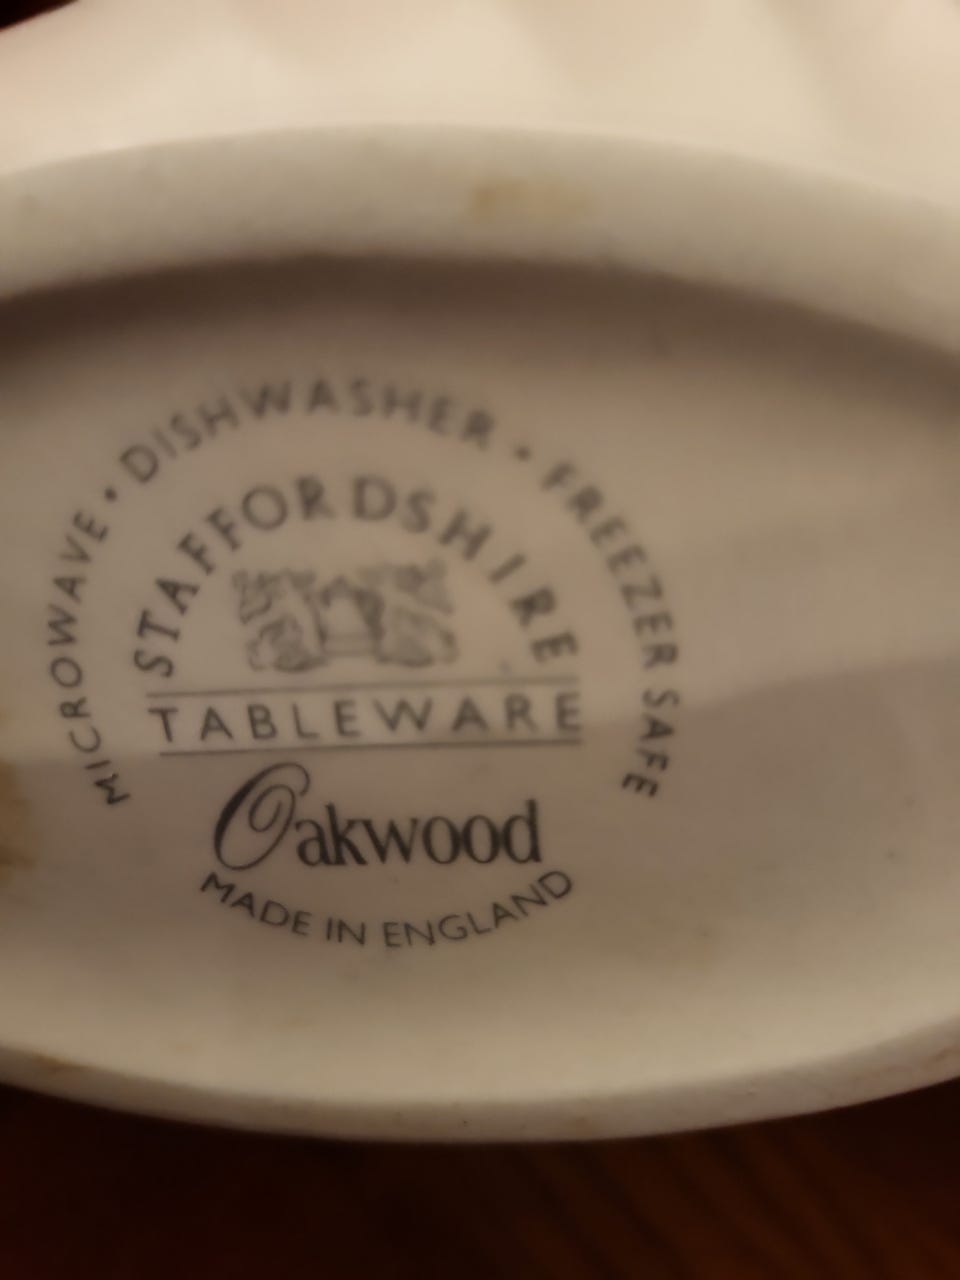 MICROWAVE • DISHWASHER • FREEZER SAFE
STAFFORDSHIRE
TABLEWARE
Oakwood
MADE IN ENGLAND